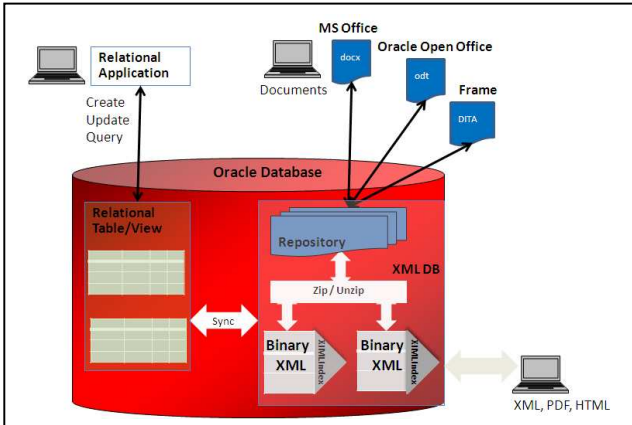 MS Office
Relational
Application
docx
Oracle Open Office
odt
Documents
Frame
DITA
Create
Update
Query
Oracle Database
Relational
Table/View
Repository
XML DB
Zip / Unzip
Sync
Binary
XML
XMLIndex
Binary
XML
XMLIndex
XML, PDF, HTML